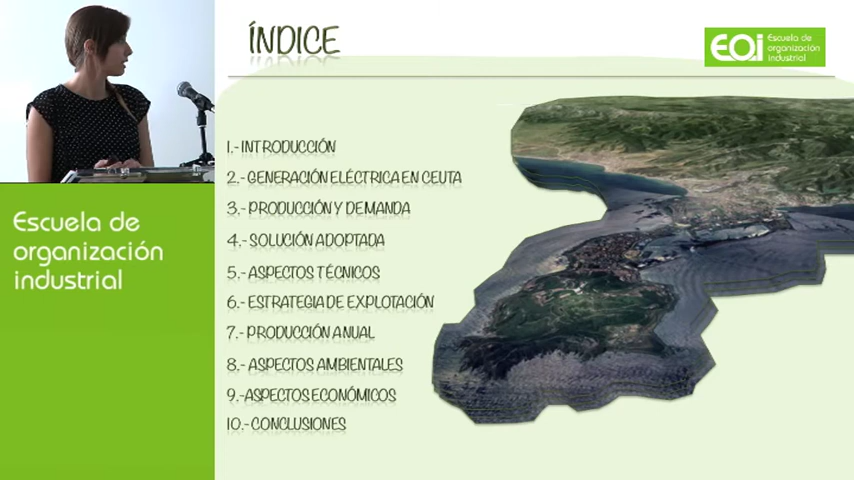 ÍNDICE
EOI Escuela de
organización
industrial
1.- INTRODUCCIÓN
2.- GENERACIÓN ELÉCTRICA EN CEUTA
3.- PRODUCCIÓN Y DEMANDA
4.- SOLUCIÓN ADOPTADA
5.- ASPECTOS TÉCNICOS
6.- ESTRATEGIA DE EXPLOTACIÓN
7.- PRODUCCIÓN ANUAL
8.- ASPECTOS AMBIENTALES
9.-ASPECTOS ECONÓMICOS
10.- CONCLUSIONES
Escuela de
organización
industrial